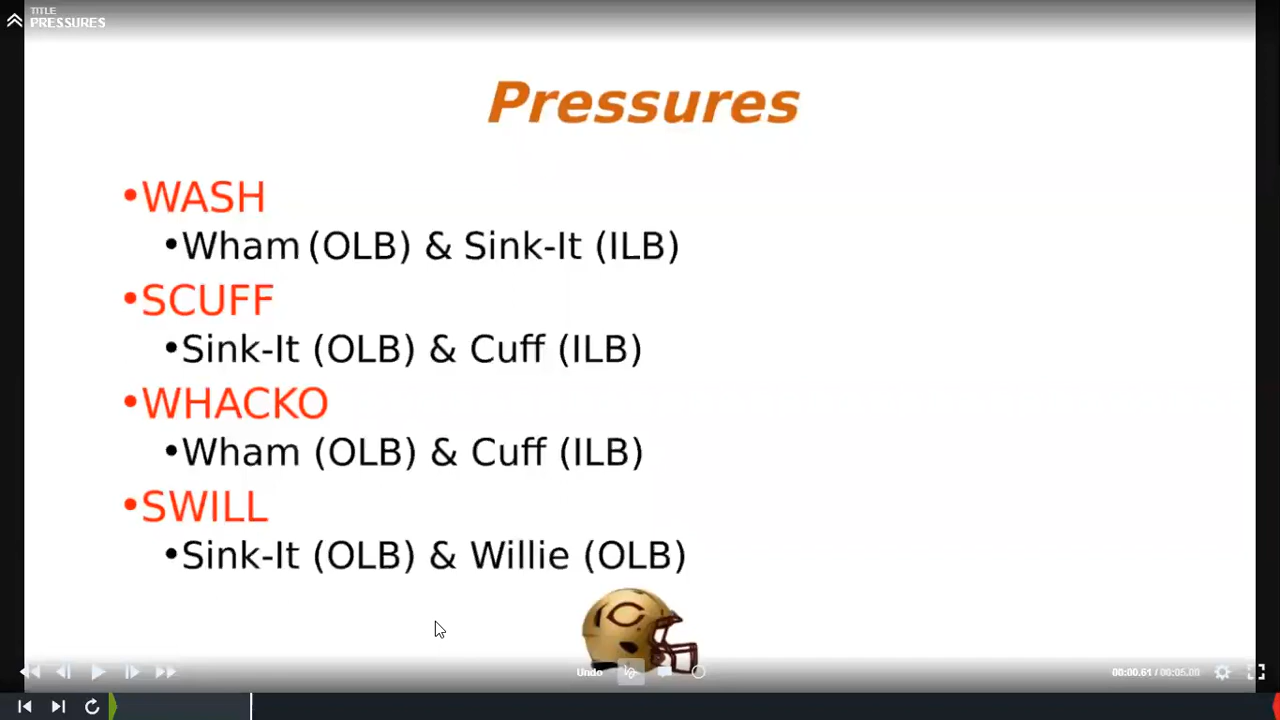 TITLE
PRESSURES
Pressures
•WASH
•Wham (OLB) & Sink-It (ILB)
•SCUFF
•Sink-It (OLB) & Cuff (ILB)
•WHACKO
•Wham (OLB) & Cuff (ILB)
•SWILL
•Sink-It (OLB) & Willie (OLB)
IC
Undo
00:00.61 / 00:05.00